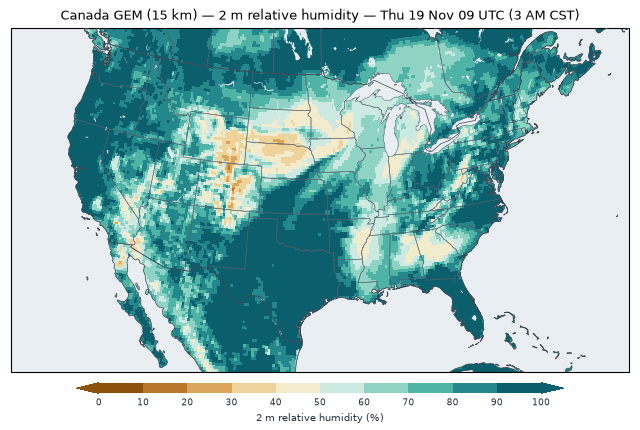 Canada GEM (15 km) — 2 m relative humidity — Thu 19 Nov 09 UTC (3 AM CST)
0 10 20 30 40 50 60 70 80 90 100
2 m relative humidity (%)